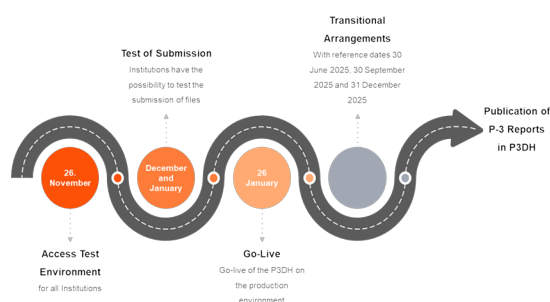 Transitional
Arrangements
With reference dates 30
June 2025, 30 September
2025 and 31 December
2025
Test of Submission
Institutions have the
possibility to test the
submission of files
Publication of
P-3 Reports
in P3DH
26.
November
December
and
January
26
January
Access Test
Environment
for all Institutions
Go-Live
Go-live of the P3DH on
the production
environment